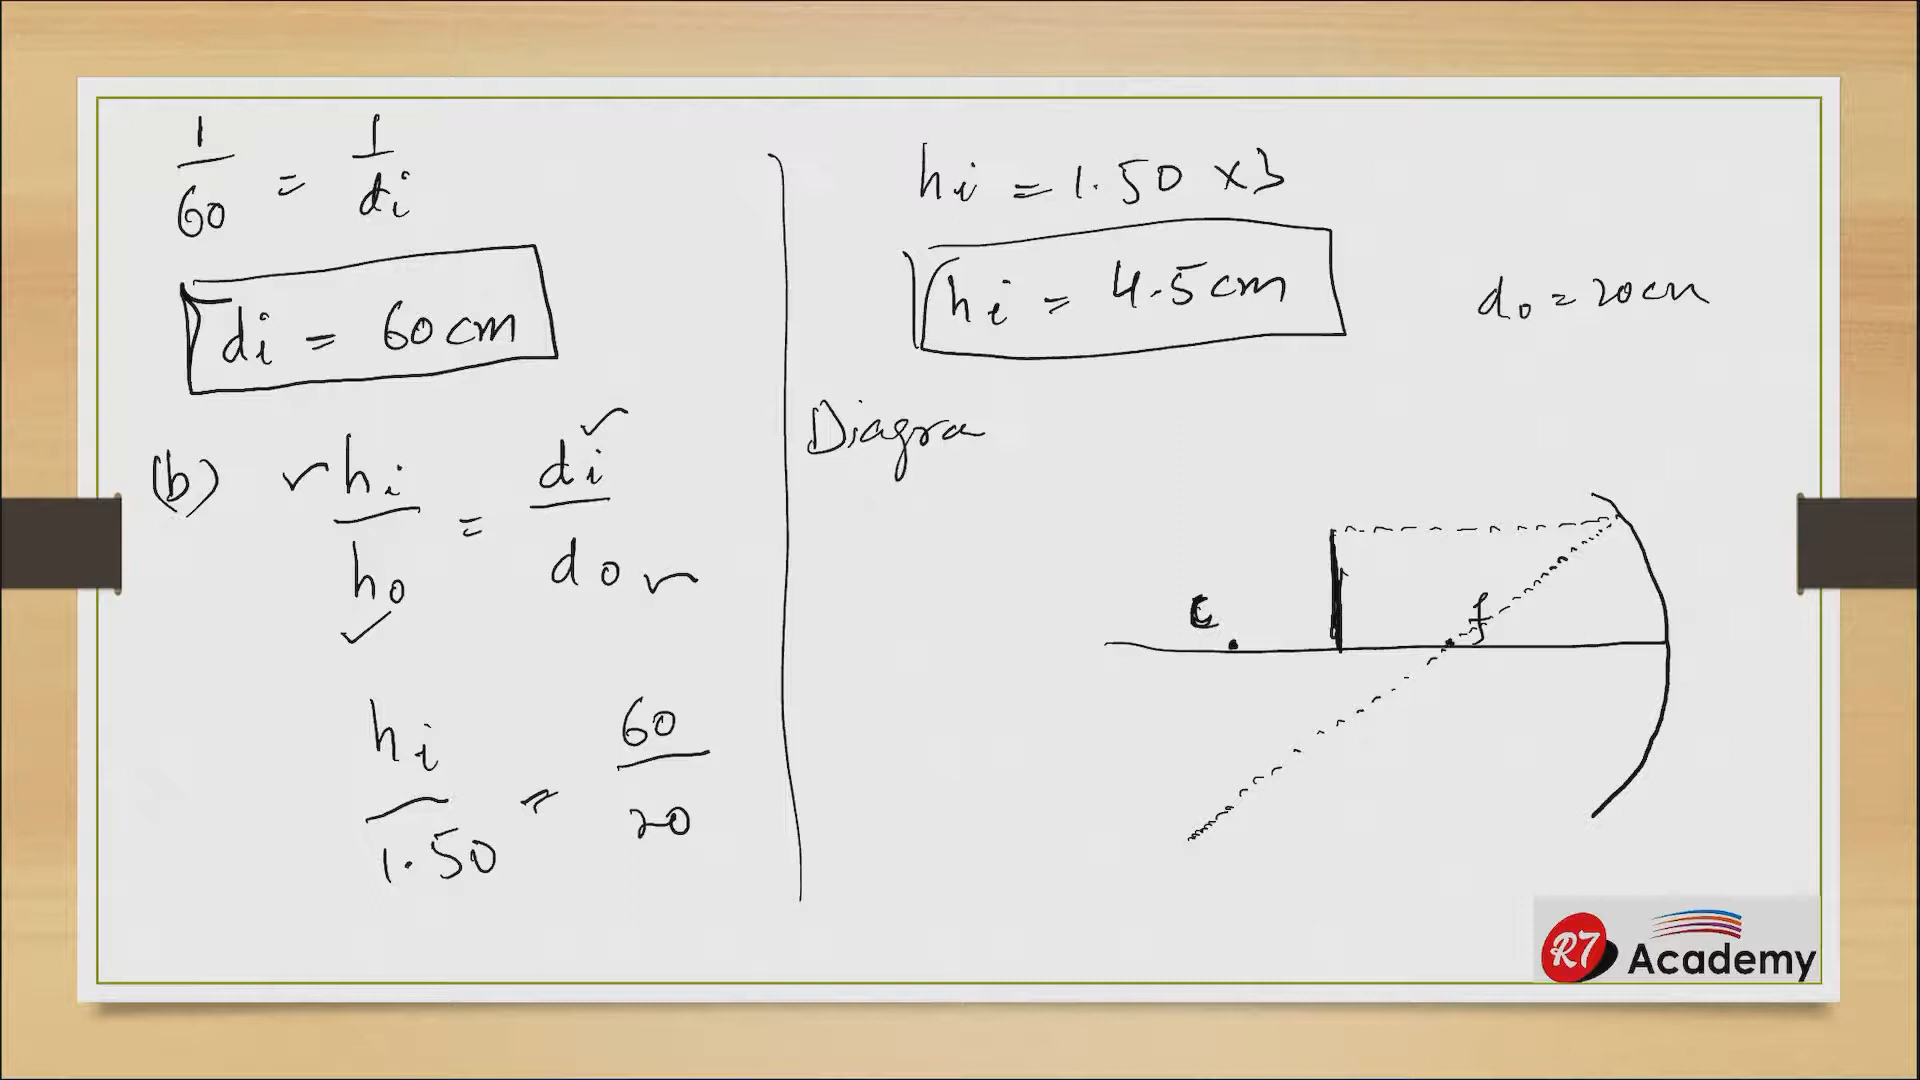 1/60 = 1/di
di = 60 cm
(b) ✓ hi/ho ✓ = di ✓/do ✓
hi/1.50 = 60/20
hi = 1.50 x 3
hi = 4.5 cm
do = 20 cm
Diagra
C
f
R7 Academy